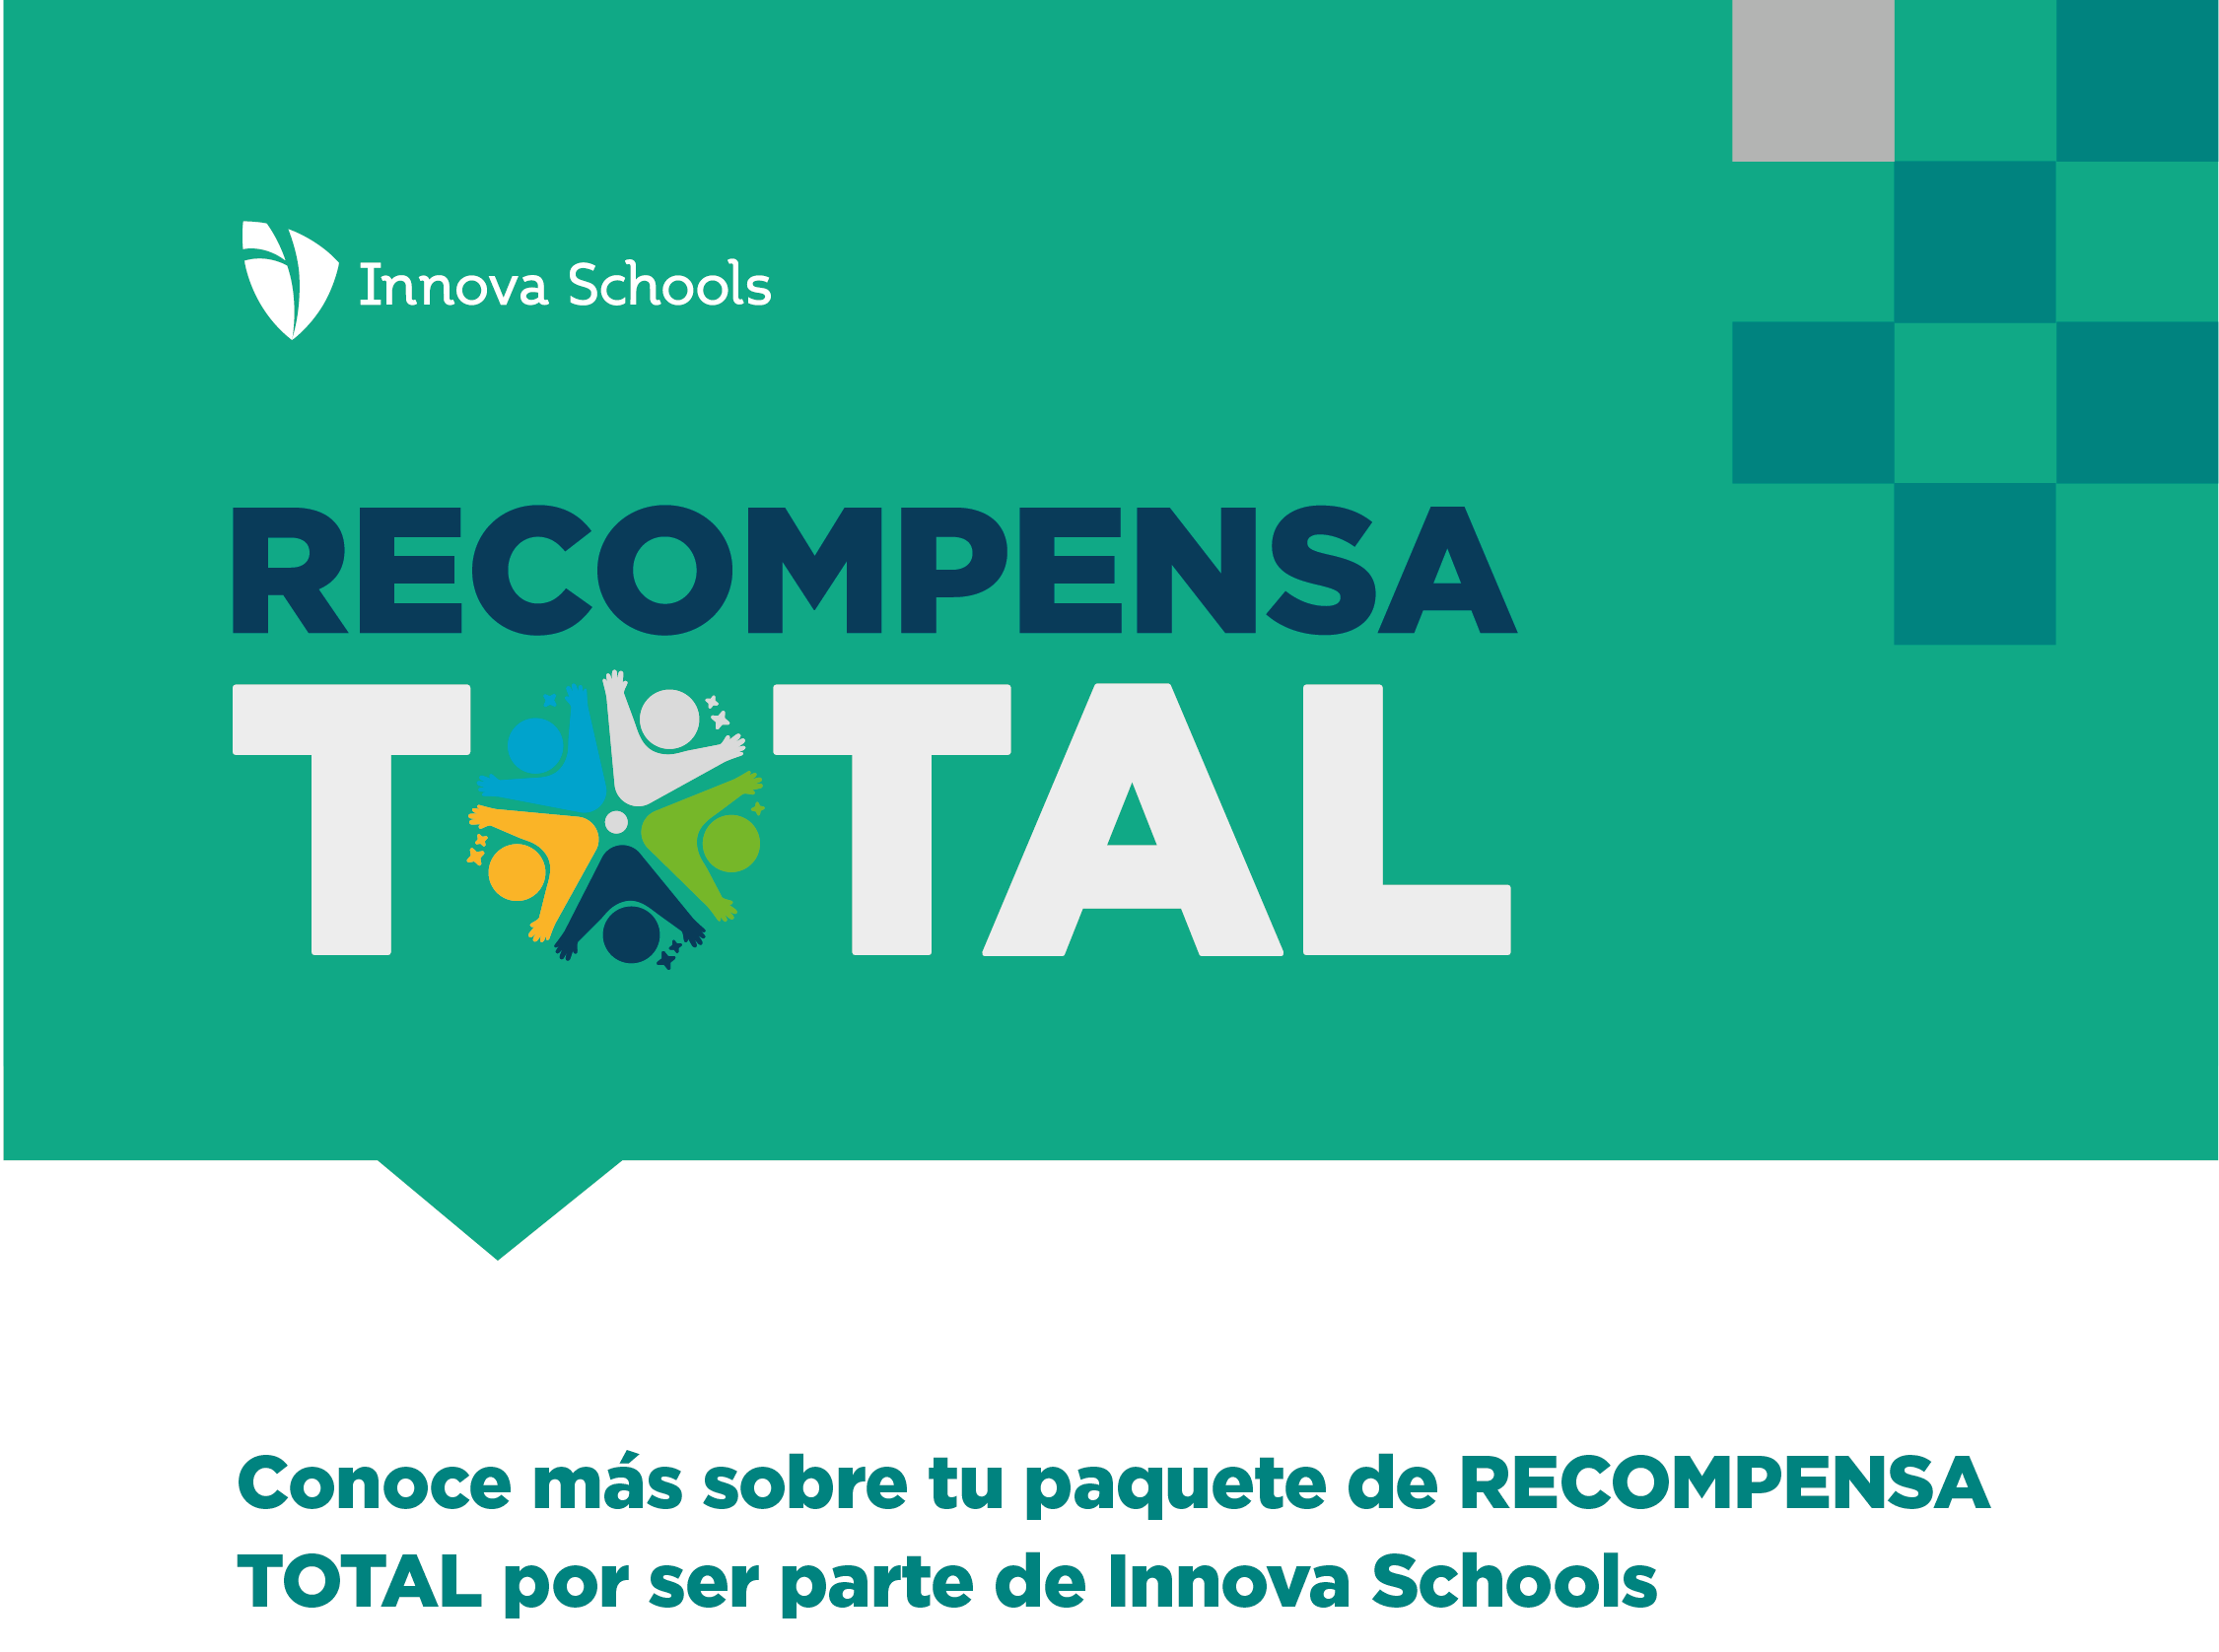 Innova Schools
RECOMPENSA
TOTAL
Conoce más sobre tu paquete de RECOMPENSA
TOTAL por ser parte de Innova Schools